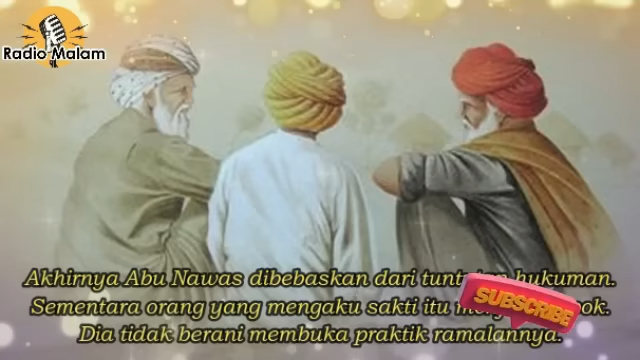 Radio Malam
Akhirnya Abu Nawas dibebaskan dari hukuman.
Sementara orang yang mengaku sakti itu
Dia tidak berani membuka praktik ramalannya.
SUBSCRIBE